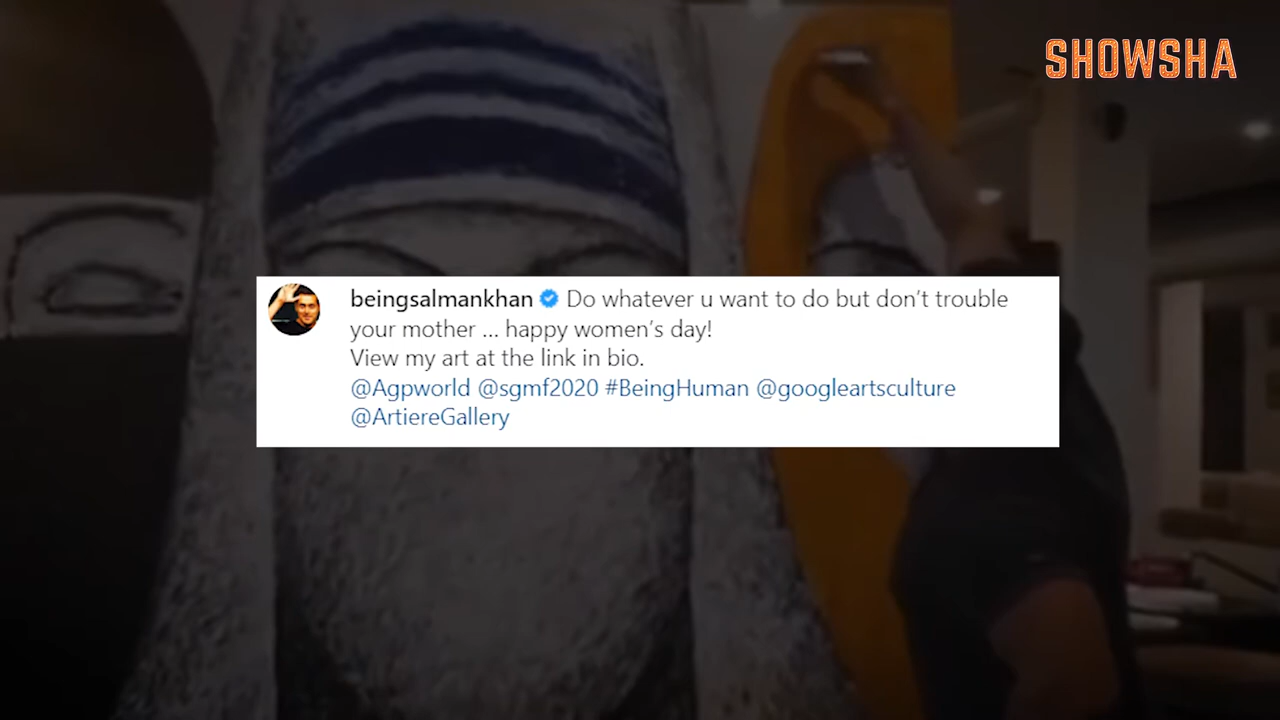 SHOWSHA
beingsalmankhan Do whatever u want to do but don't trouble
your mother ... happy women's day!
View my art at the link in bio.
@Agpworld @sgmf2020 #BeingHuman @googleartsculture
@ArtiereGallery